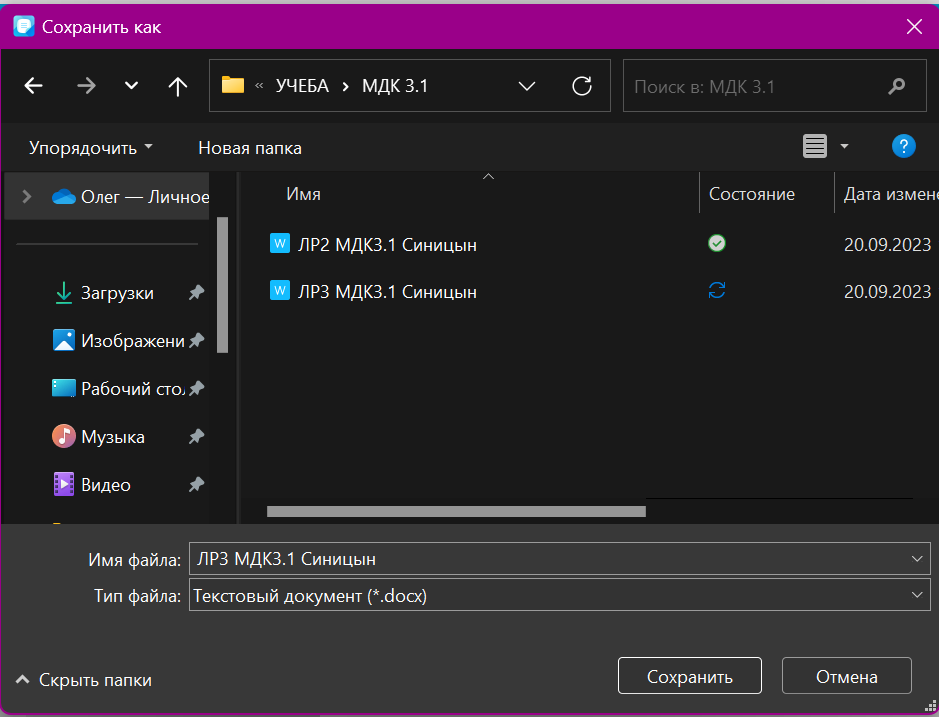 Сохранить как
« УЧЕБА › МДК 3.1
Поиск в: МДК 3.1
Упорядочить
Новая папка
?
Олег — Личное
Имя
Состояние
Дата измене
W ЛР2 МДК3.1 Синицын
20.09.2023
W ЛР3 МДК3.1 Синицын
20.09.2023
Загрузки
Изображени
Рабочий сто
Музыка
Видео
Имя файла: ЛР3 МДК3.1 Синицын
Тип файла: Текстовый документ (*.docx)
Скрыть папки
Сохранить
Отмена